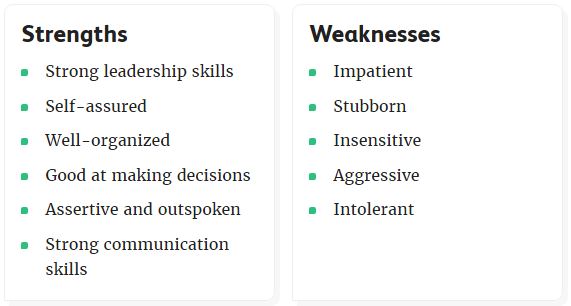 Strengths
Strong leadership skills
Self-assured
Well-organized
Good at making decisions
Assertive and outspoken
Strong communication
skills
Weaknesses
Impatient
Stubborn
Insensitive
Aggressive
Intolerant